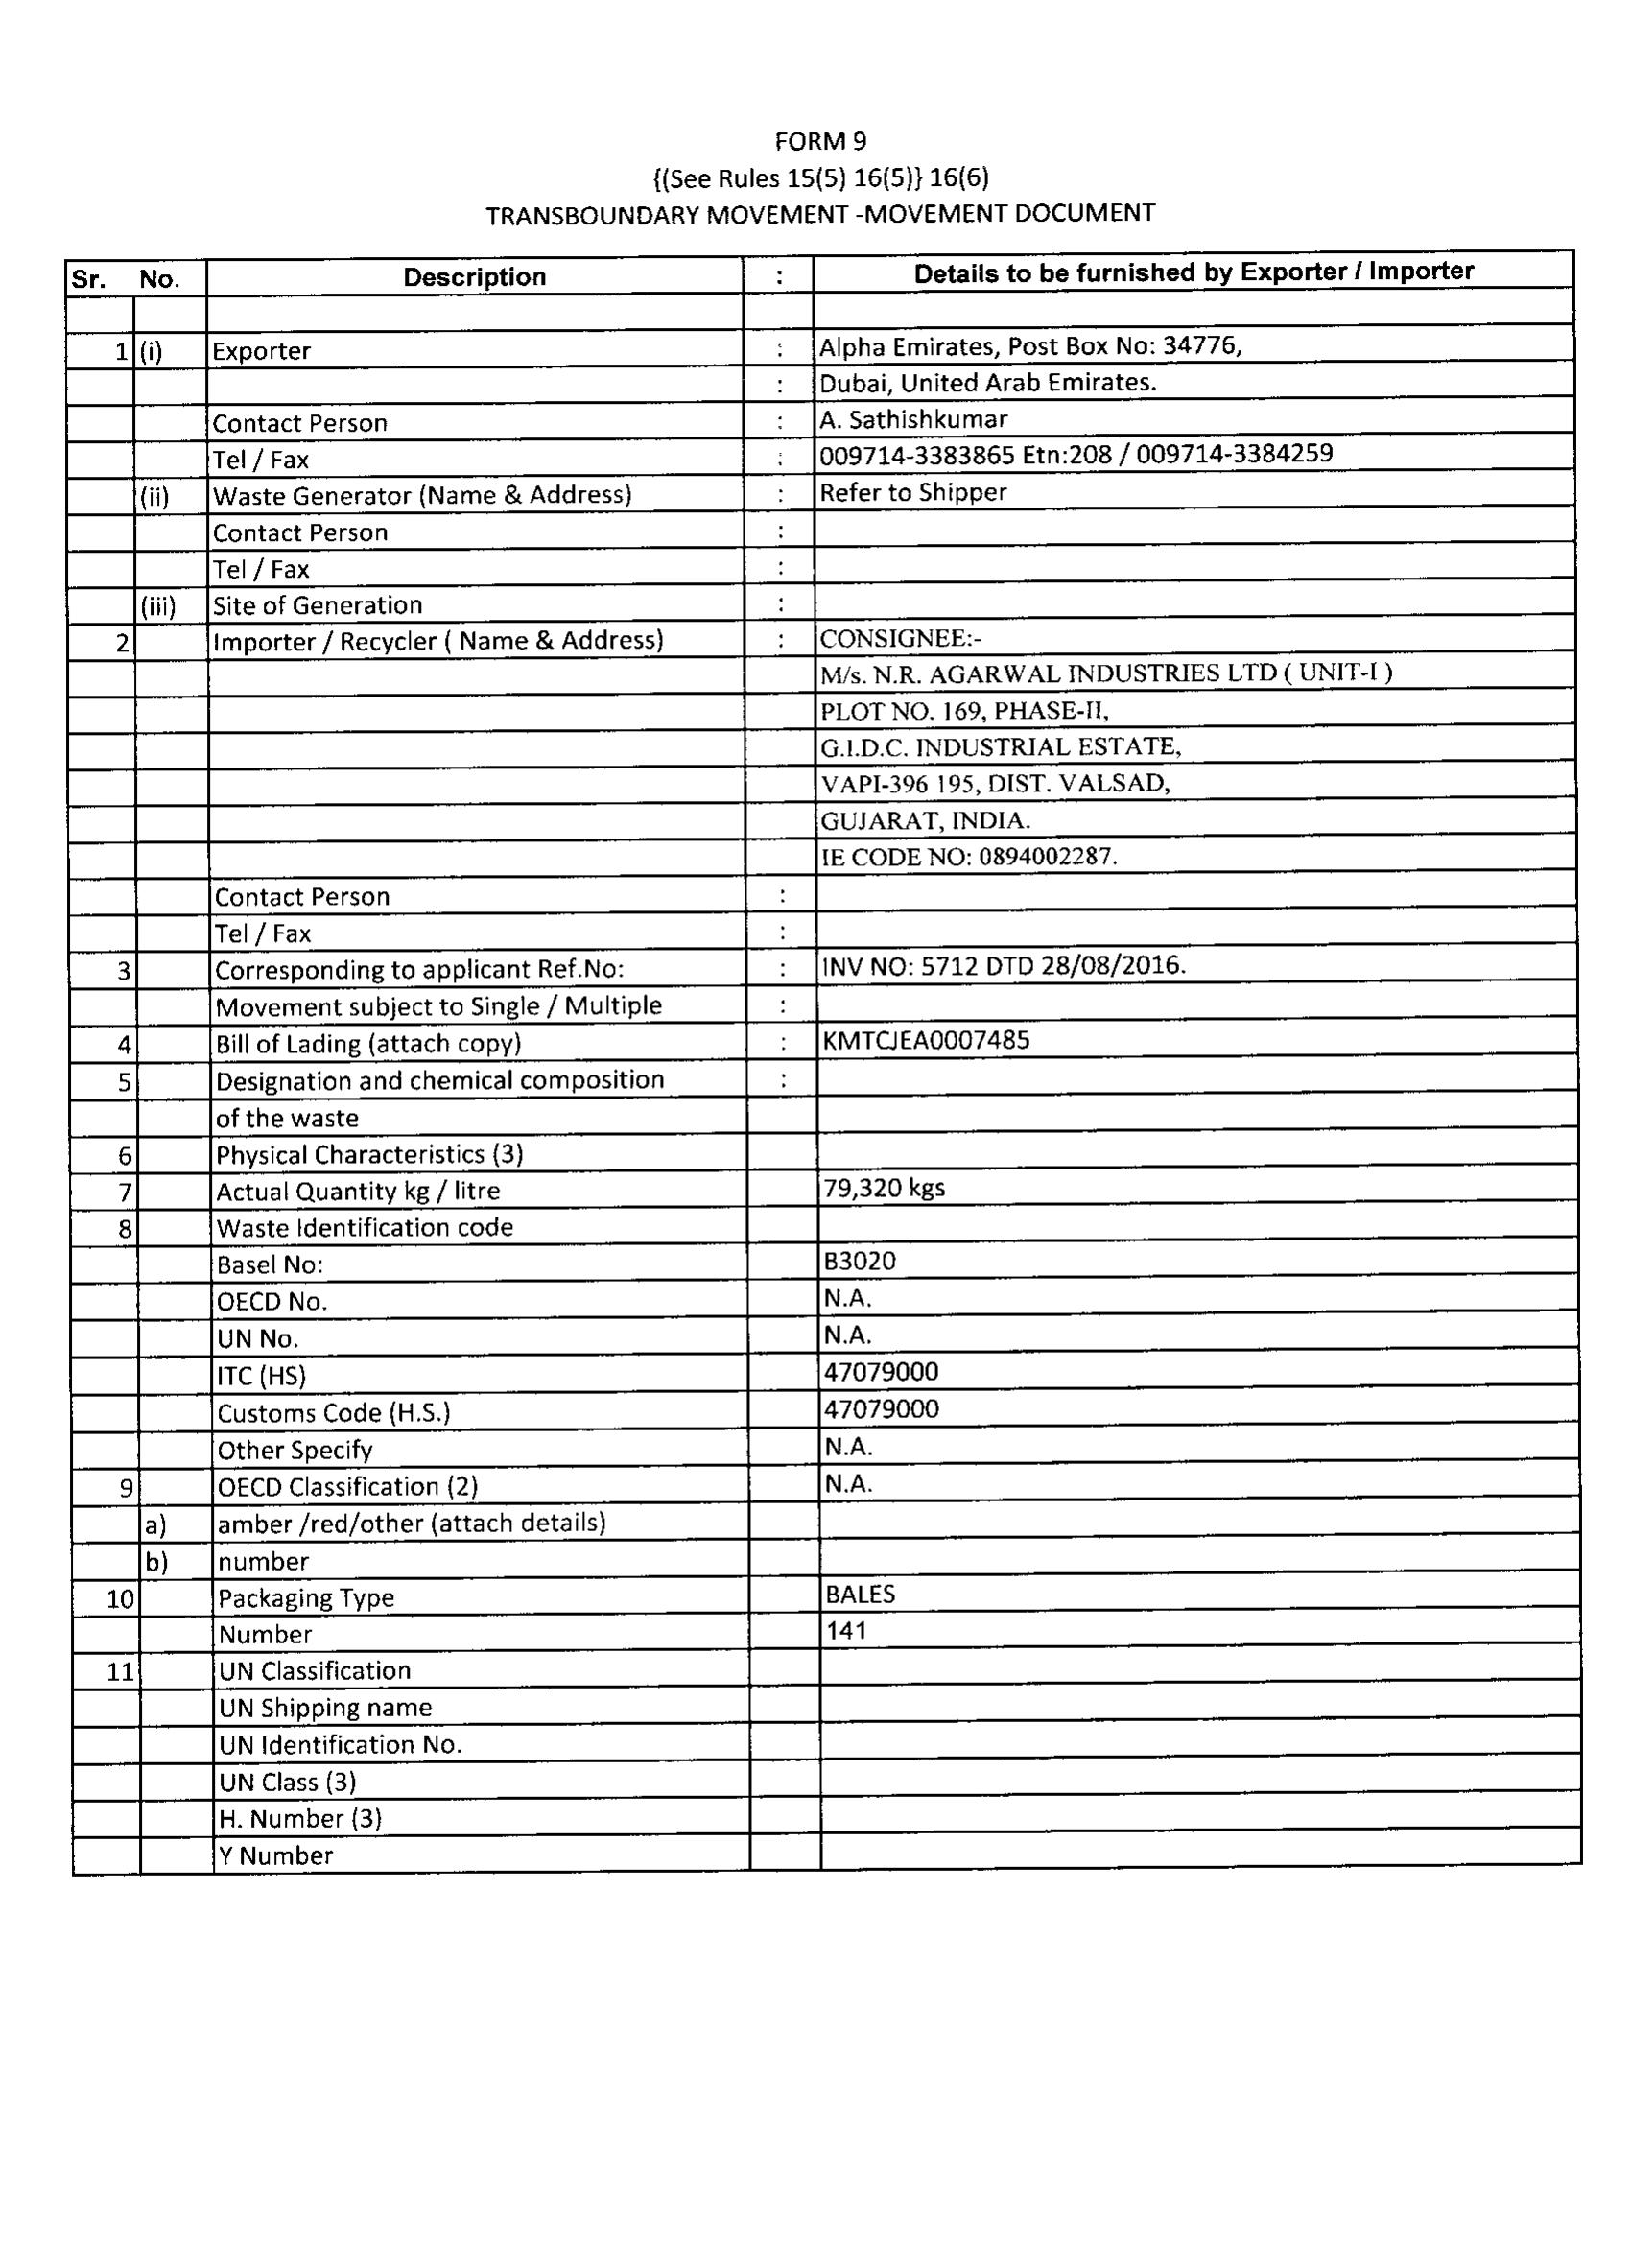 FORM 9
{(See Rules 15(5) 16(5)} 16(6)
TRANSBOUNDARY MOVEMENT -MOVEMENT DOCUMENT
Sr. No. Description : Details to be furnished by Exporter / Importer
1 (i) Exporter : Alpha Emirates, Post Box No: 34776,
: Dubai, United Arab Emirates.
Contact Person : A. Sathishkumar
Tel / Fax : 009714-3383865 Etn:208 / 009714-3384259
(ii) Waste Generator (Name & Address) : Refer to Shipper
Contact Person :
Tel / Fax :
(iii) Site of Generation :
2 Importer / Recycler ( Name & Address) : CONSIGNEE:-
M/s. N.R. AGARWAL INDUSTRIES LTD ( UNIT-I )
PLOT NO. 169, PHASE-II,
G.I.D.C. INDUSTRIAL ESTATE,
VAPI-396 195, DIST. VALSAD,
GUJARAT, INDIA.
IE CODE NO: 0894002287.
Contact Person :
Tel / Fax :
3 Corresponding to applicant Ref.No: : INV NO: 5712 DTD 28/08/2016.
Movement subject to Single / Multiple :
4 Bill of Lading (attach copy) : KMTCJEA0007485
5 Designation and chemical composition :
of the waste
6 Physical Characteristics (3)
7 Actual Quantity kg / litre 79,320 kgs
8 Waste Identification code
Basel No: B3020
OECD No. N.A.
UN No. N.A.
ITC (HS) 47079000
Customs Code (H.S.) 47079000
Other Specify N.A.
9 OECD Classification (2) N.A.
a) amber /red/other (attach details)
b) number
10 Packaging Type BALES
Number 141
11 UN Classification
UN Shipping name
UN Identification No.
UN Class (3)
H. Number (3)
Y Number